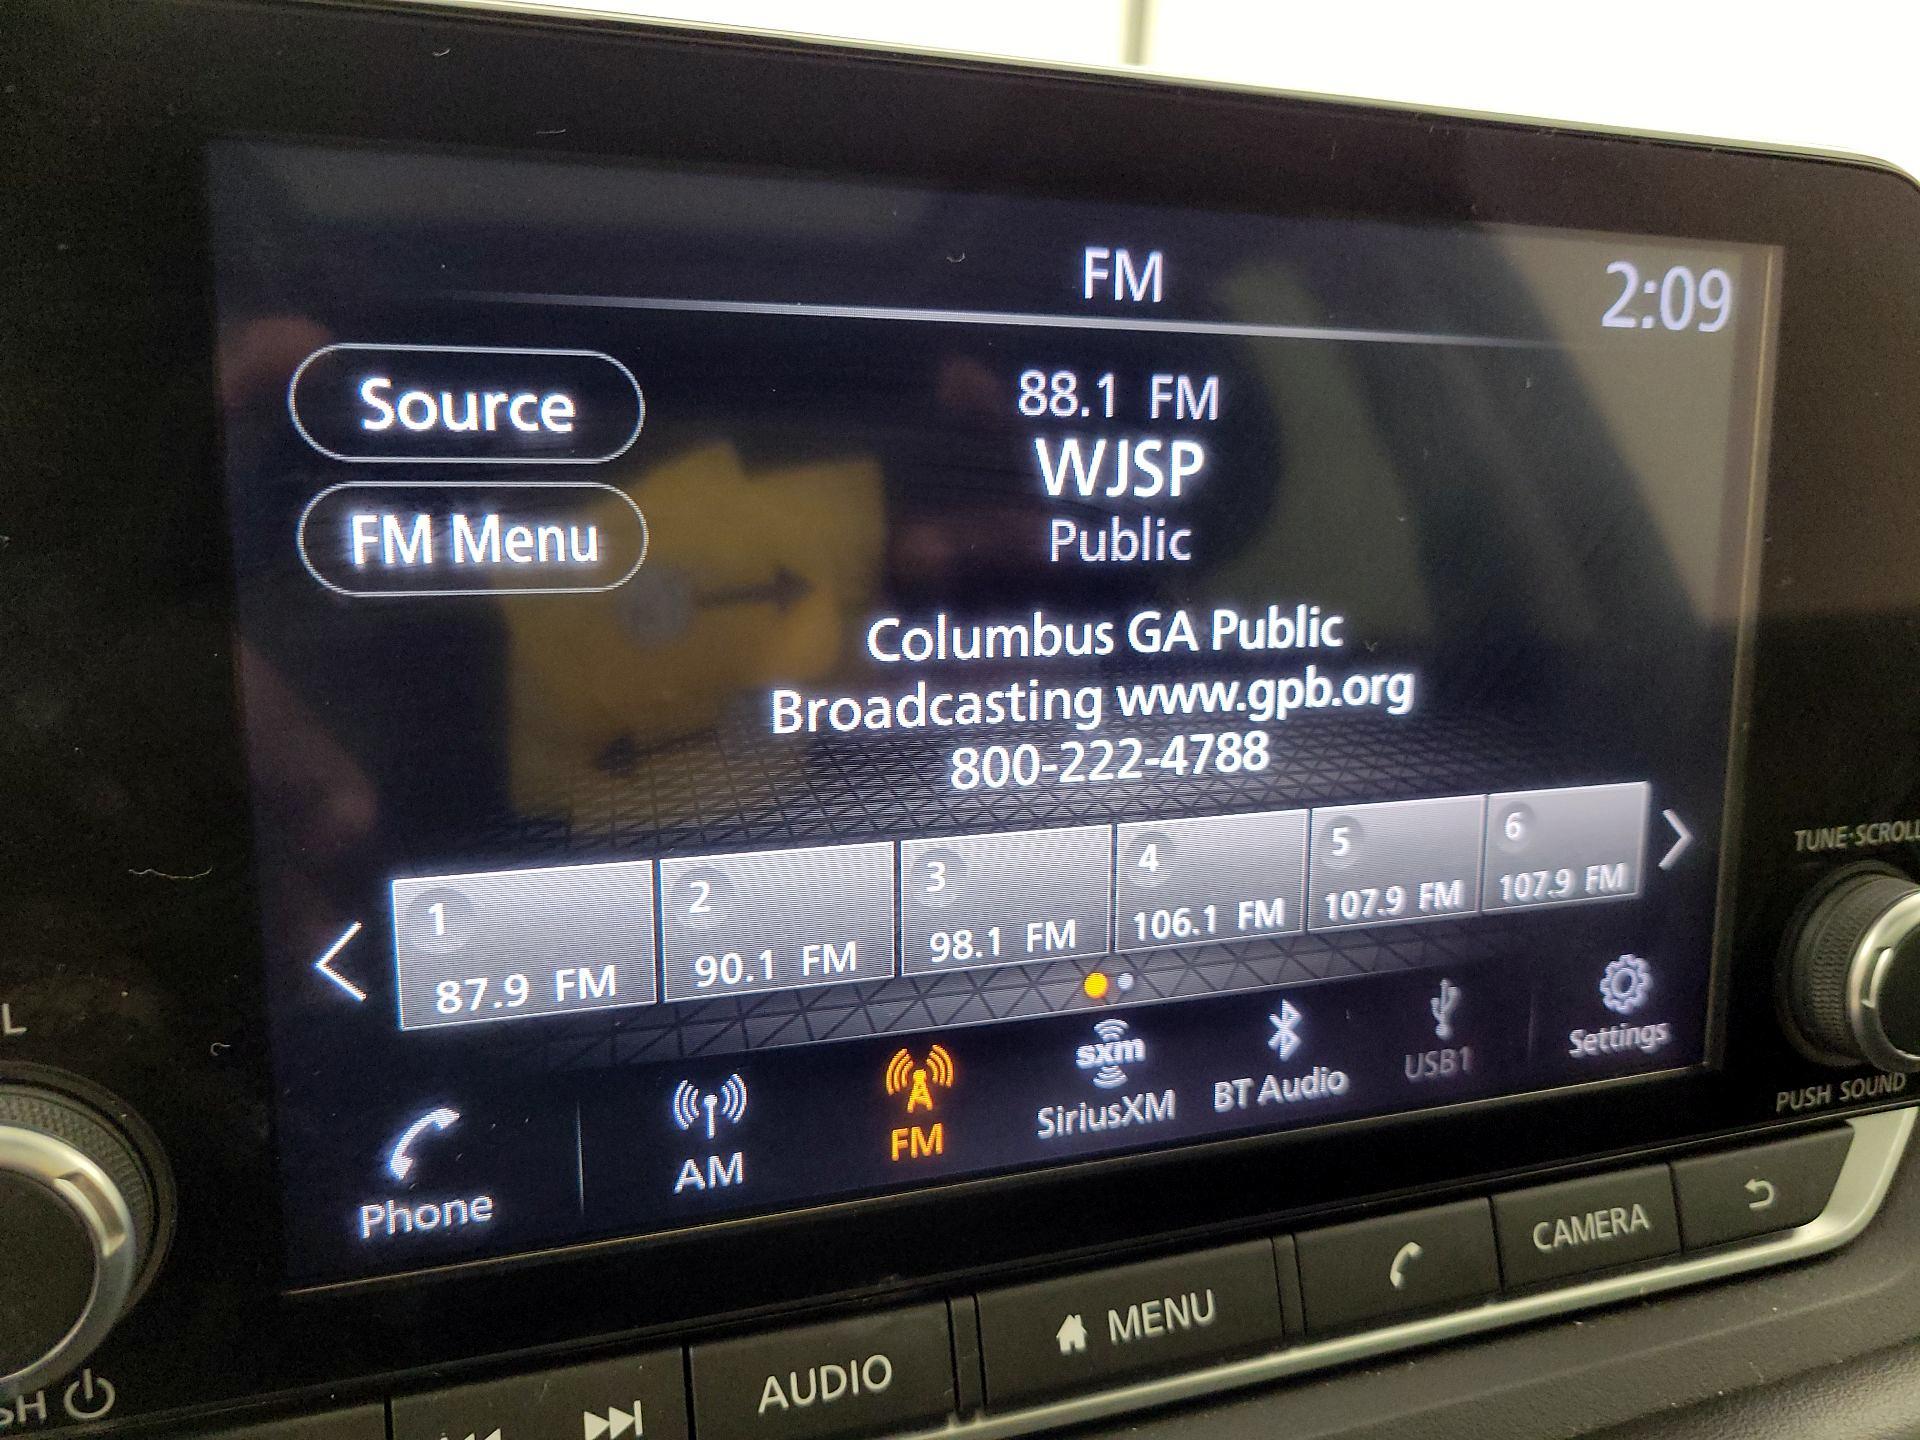 FM
2:09
Source
88.1 FM
WJSP
FM Menu
Public
Columbus GA Public
Broadcasting www.gpb.org
800-222-4788
1
87.9 FM
2
90.1 FM
3
98.1 FM
4
106.1 FM
5
107.9 FM
6
107.9 FM
TUNE·SCROLL
Phone
AM
FM
sxm
SiriusXM
BT Audio
USB1
Settings
PUSH SOUND
L
SH
AUDIO
MENU
CAMERA